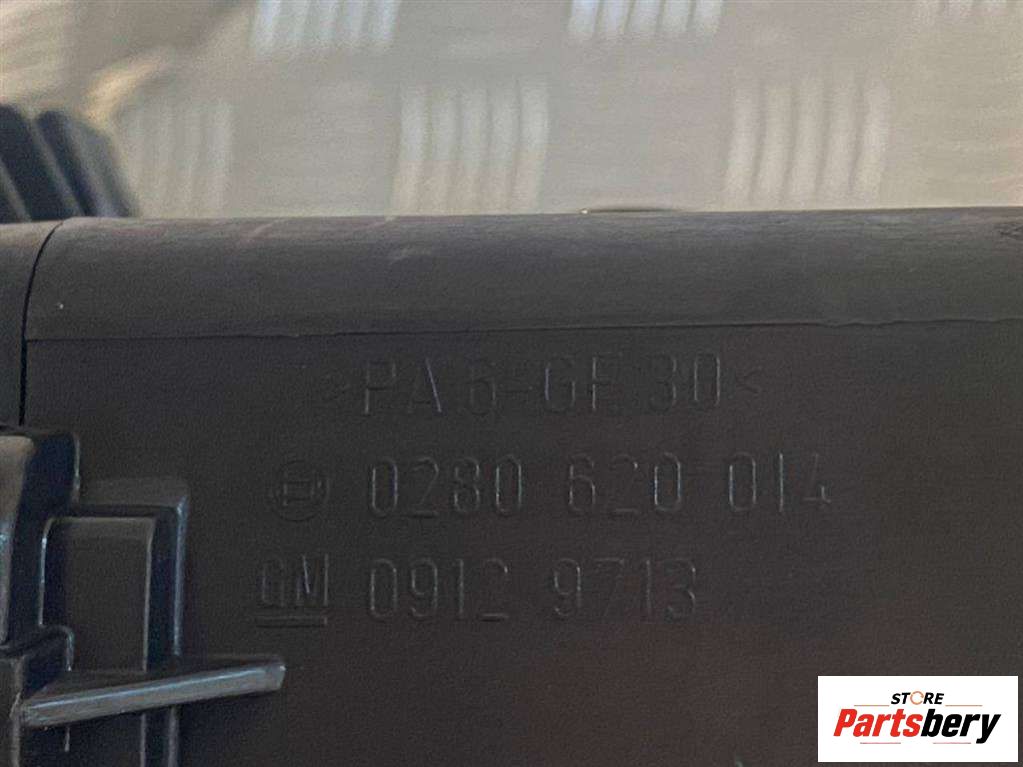 >PA 6-GF 30<
0280 620 014
GM 0912 9713
STORE
Partsbery